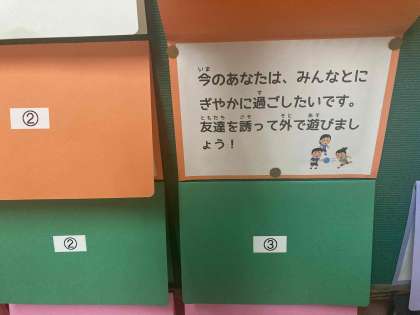 ②
今のあなたは、みんなとに
ぎやかに過ごしたいです。
友達を誘って外で遊びまし
ょう！
②
③